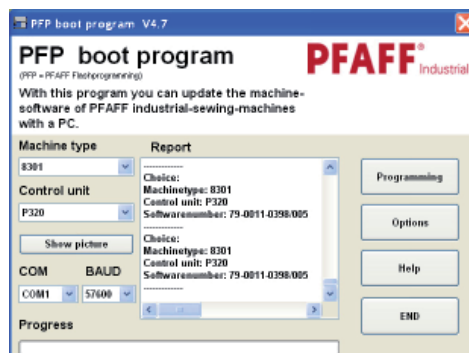 PFP boot program V4.7
PFP boot program
(PFP = PFAFF Flashprogramming)
PFAFF® Industrial
With this program you can update the machine-
software of PFAFF industrial-sewing-machines
with a PC.
Machine type
8301
Control unit
P320
Show picture
COM BAUD
COM1 57600
Progress
Report
------------
Choice:
Machinetype: 8301
Control unit: P320
Softwarenumber: 79-0011-0398/005
------------
Choice:
Machinetype: 8301
Control unit: P320
Softwarenumber: 79-0011-0398/005
------------
Programming
Options
Help
END